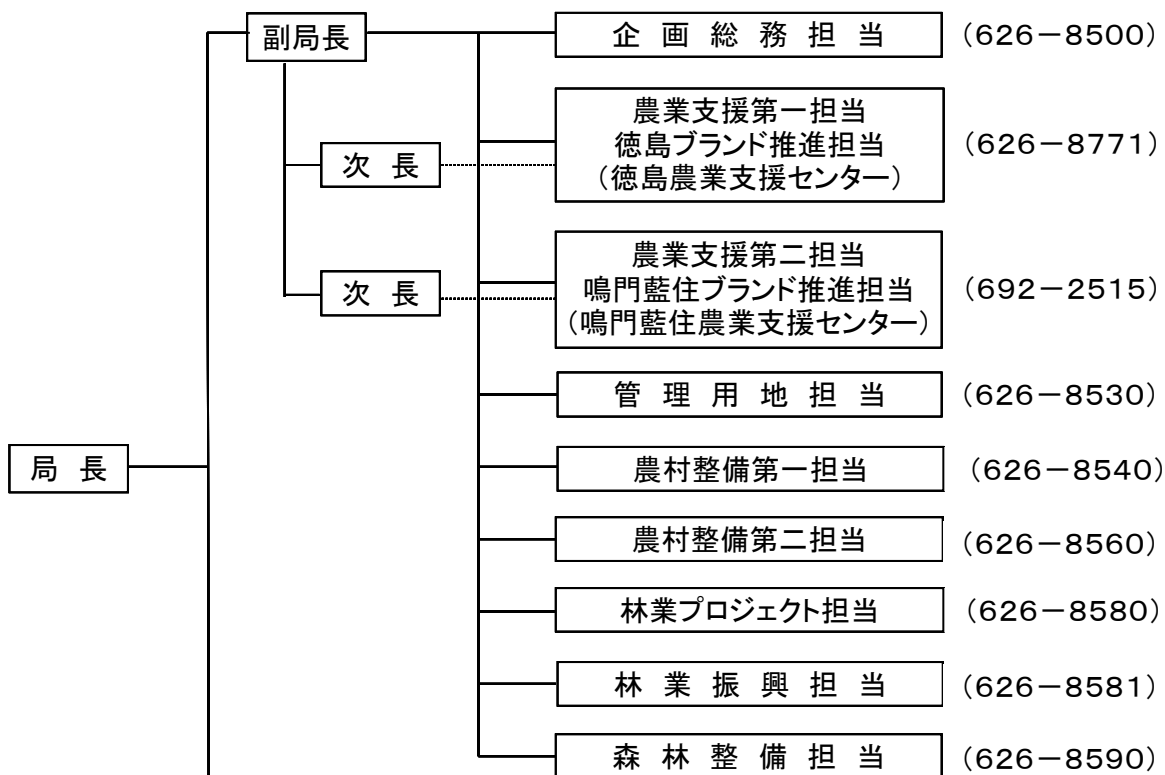 副局長
企画総務担当 (626-8500)
農業支援第一担当
徳島ブランド推進担当
(徳島農業支援センター)
(626-8771)
次長
農業支援第二担当
鳴門藍住ブランド推進担当
(鳴門藍住農業支援センター)
(692-2515)
次長
管理用地担当 (626-8530)
局長
農村整備第一担当 (626-8540)
農村整備第二担当 (626-8560)
林業プロジェクト担当 (626-8580)
林業振興担当 (626-8581)
森林整備担当 (626-8590)